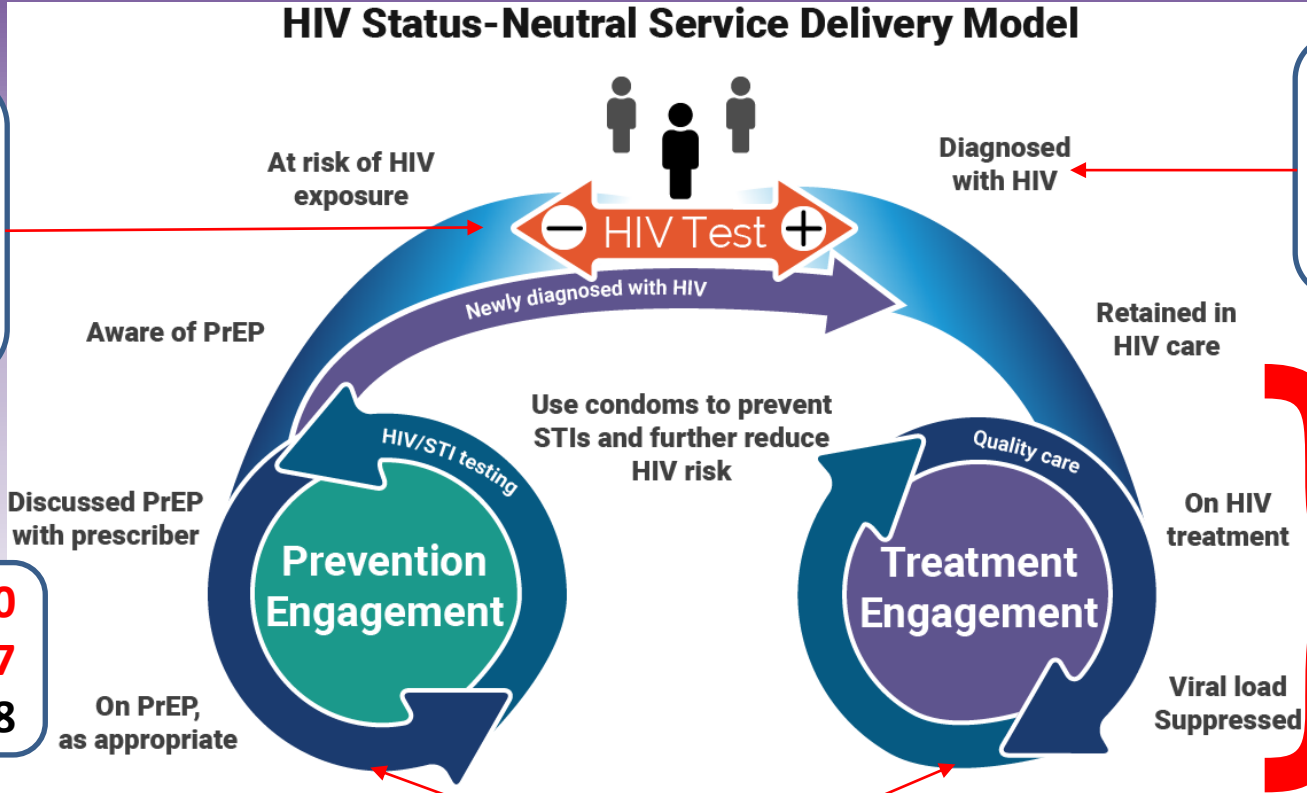 HIV Status-Neutral Service Delivery Model
At risk of HIV
exposure
Diagnosed
with HIV
HIV Test
Newly diagnosed with HIV
Aware of PrEP
Retained in
HIV care
Use condoms to prevent
STIs and further reduce
HIV risk
HIV/STI testing
Quality care
Discussed PrEP
with prescriber
On HIV
treatment
Prevention
Engagement
Treatment
Engagement
0
7
8
On PrEP,
as appropriate
Viral load
Suppressed